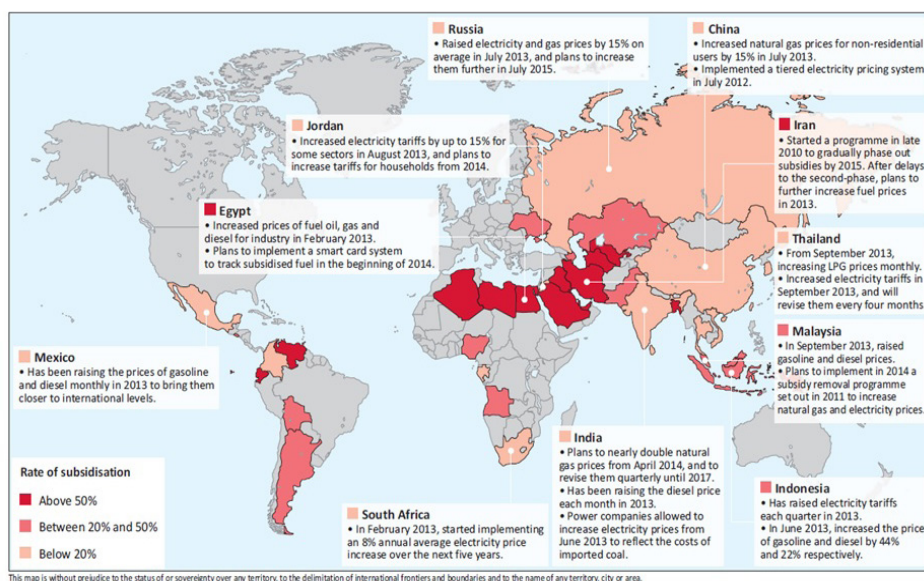 Russia
• Raised electricity and gas prices by 15% on
average in July 2013, and plans to increase
them further in July 2015.
China
• Increased natural gas prices for non-residential
users by 15% in July 2013.
• Implemented a tiered electricity pricing system
in July 2012.
Jordan
• Increased electricity tariffs by up to 15% for
some sectors in August 2013, and plans to
increase tariffs for households from 2014.
Iran
• Started a programme in late
2010 to gradually phase out
subsidies by 2015. After delays
to the second-phase, plans to
further increase fuel prices
in 2013.
Egypt
• Increased prices of fuel oil, gas and
diesel for industry in February 2013.
• Plans to implement a smart card system
to track subsidised fuel in the beginning of 2014.
Thailand
• From September 2013,
increasing LPG prices monthly.
• Increased electricity tariffs in
September 2013, and will
revise them every four months
Malaysia
• In September 2013, raised
gasoline and diesel prices.
• Plans to implement in 2014 a
subsidy removal programme
set out in 2011 to increase
natural gas and electricity prices.
Mexico
• Has been raising the prices of gasoline
and diesel monthly in 2013 to bring them
closer to international levels.
India
• Plans to nearly double natural
gas prices from April 2014, and to
revise them quarterly until 2017.
• Has been raising the diesel price
each month in 2013.
• Power companies allowed to
increase electricity prices from
June 2013 to reflect the costs of
imported coal.
Indonesia
• Has raised electricity tariffs
each quarter in 2013.
• In June 2013, increased the price
of gasoline and diesel by 44%
and 22% respectively.
South Africa
• In February 2013, started implementing
an 8% annual average electricity price
increase over the next five years.
Rate of subsidisation
Above 50%
Between 20% and 50%
Below 20%
This map is without prejudice to the status of or sovereignty over any territory, to the delimitation of international frontiers and boundaries and to the name of any territory, city or area.